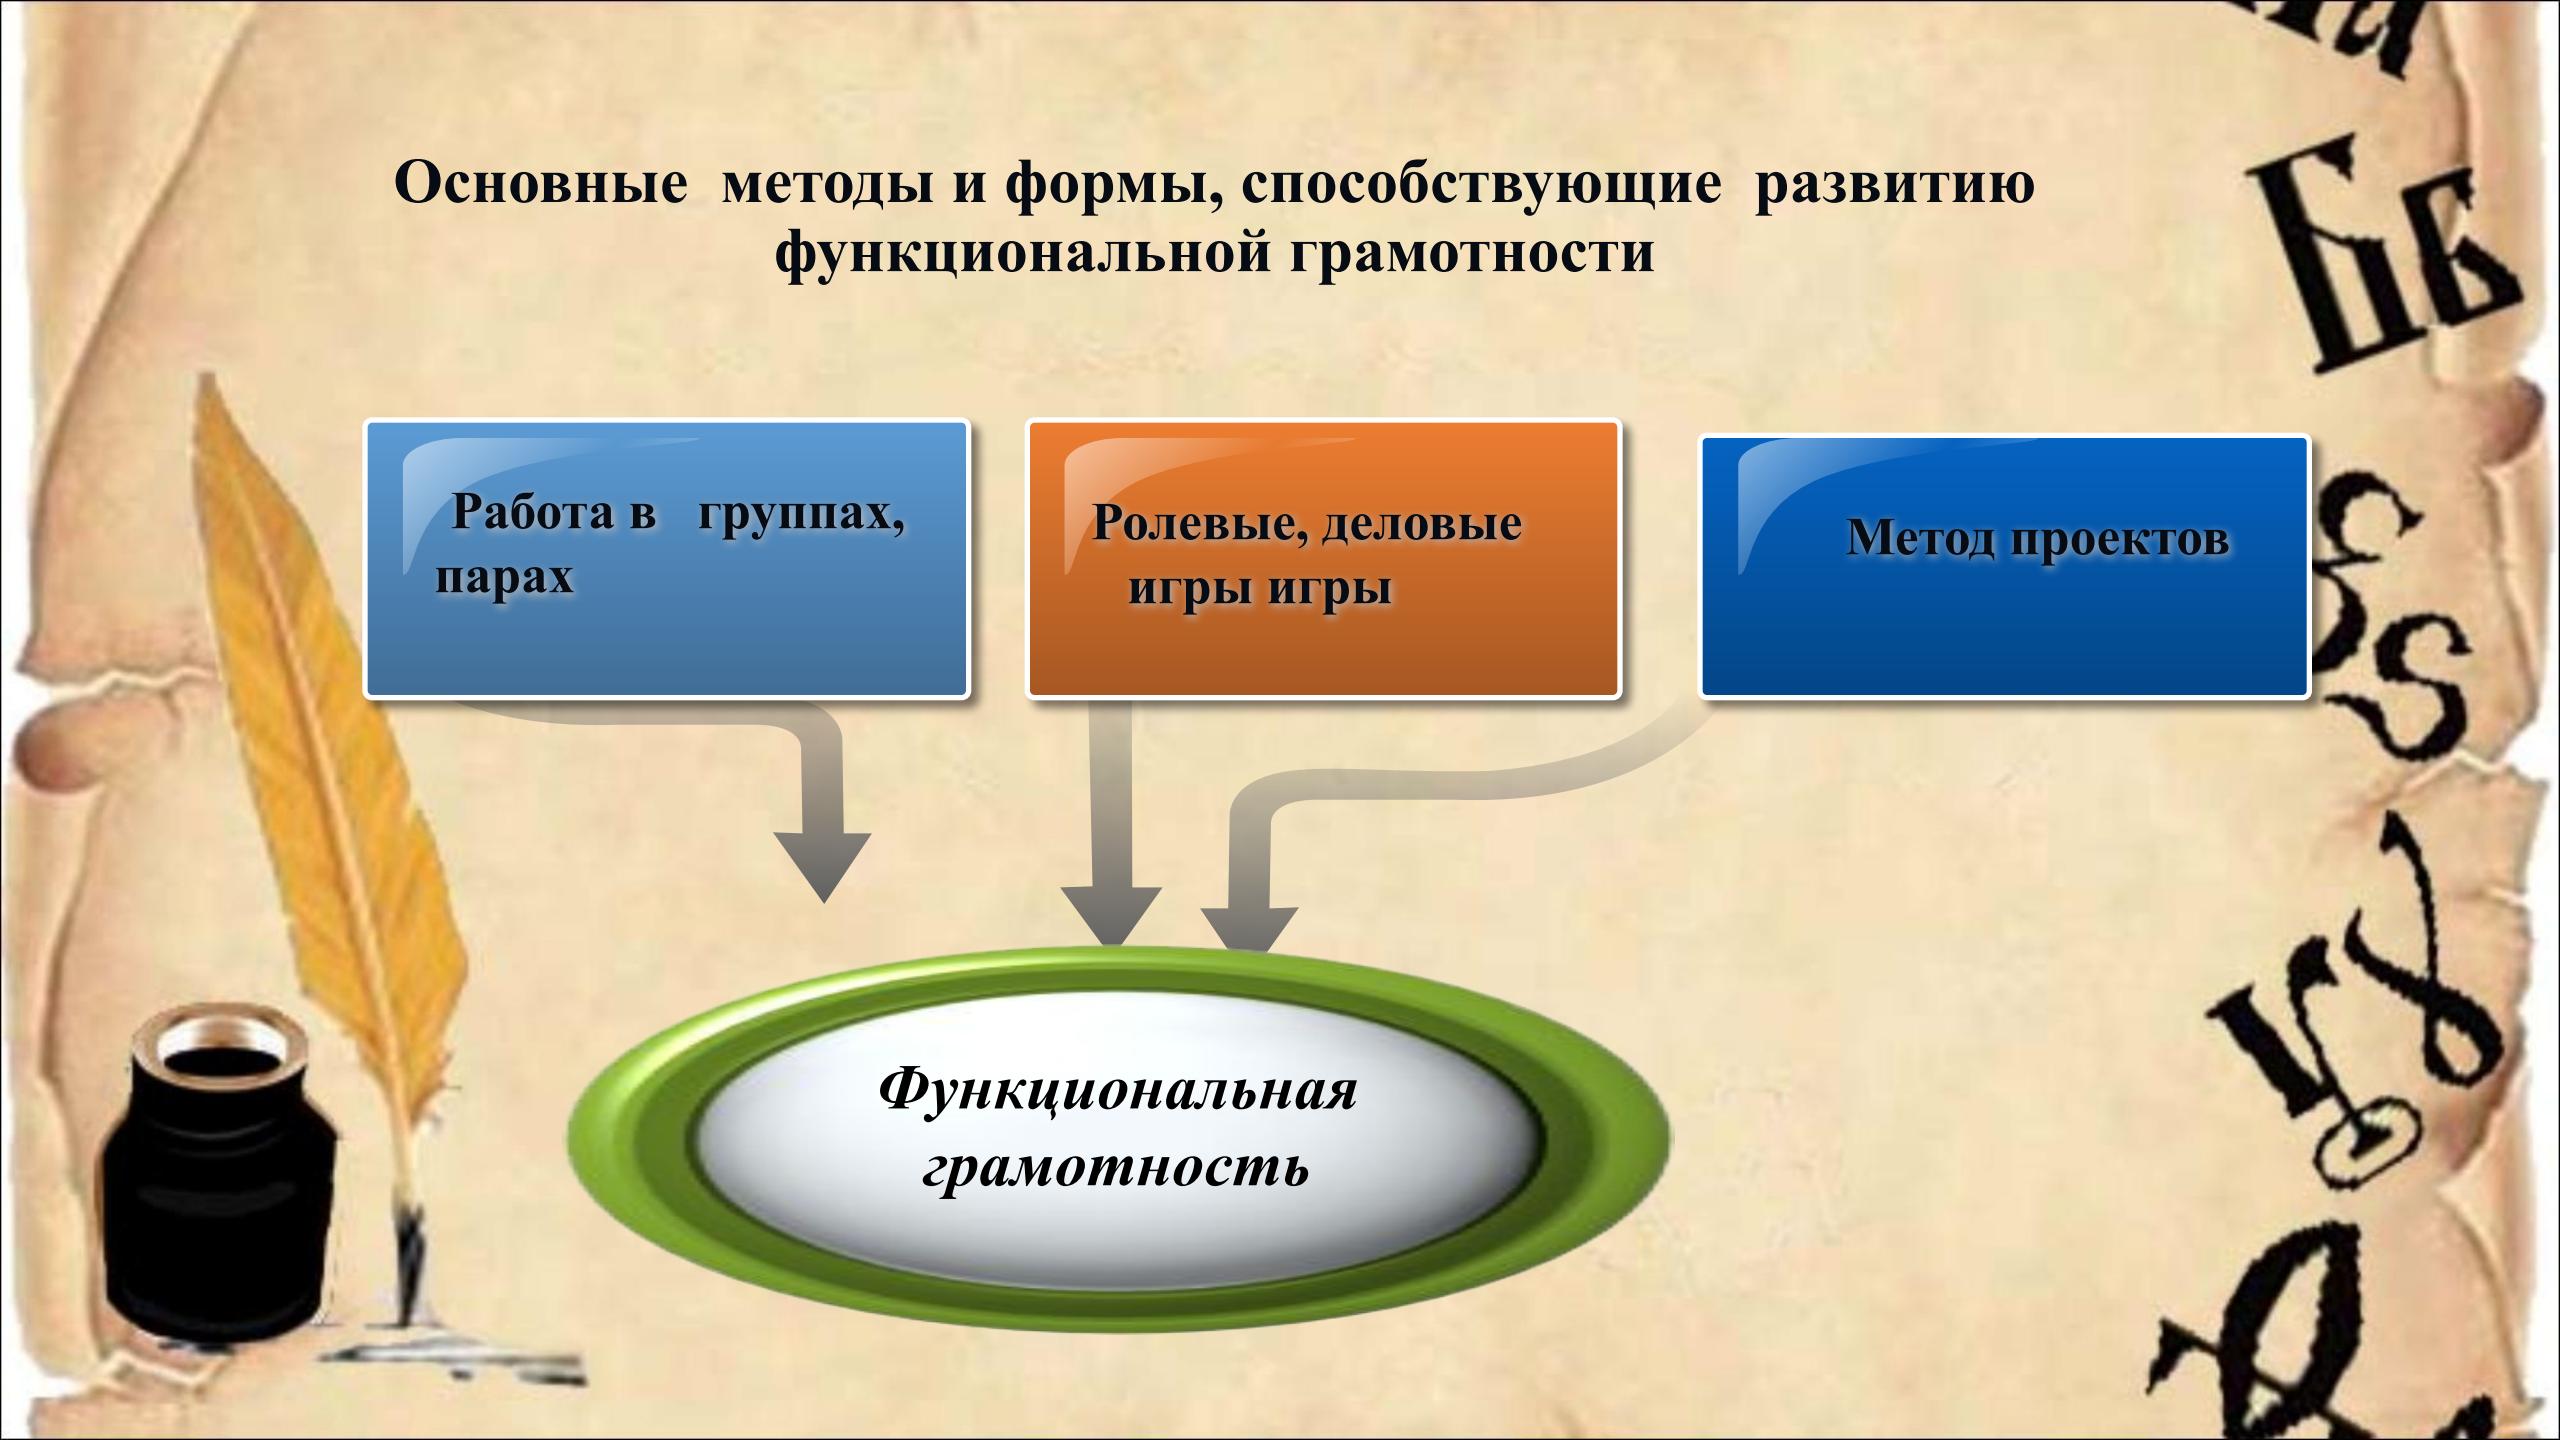 Основные методы и формы, способствующие развитию
функциональной грамотности
Работа в группах,
парах
Ролевые, деловые
игры игры
Метод проектов
Функциональная
грамотность